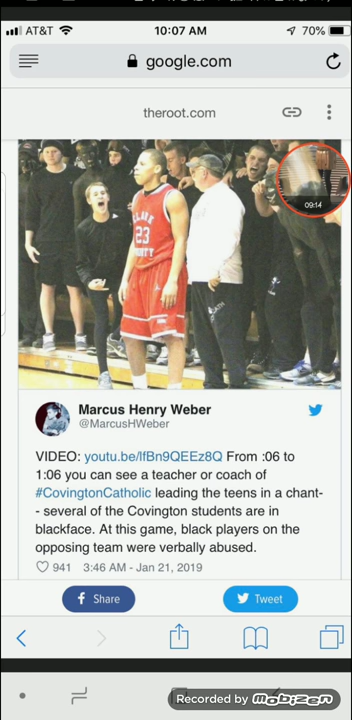 AT&T 10:07 AM 70%
google.com
theroot.com
09:14
23
Marcus Henry Weber
@MarcusHWeber
VIDEO: youtu.be/lfBn9QEEz8Q From :06 to
1:06 you can see a teacher or coach of
#CovingtonCatholic leading the teens in a chant-
- several of the Covington students are in
blackface. At this game, black players on the
opposing team were verbally abused.
941 3:46 AM - Jan 21, 2019
f Share
Tweet
Recorded by mobizen